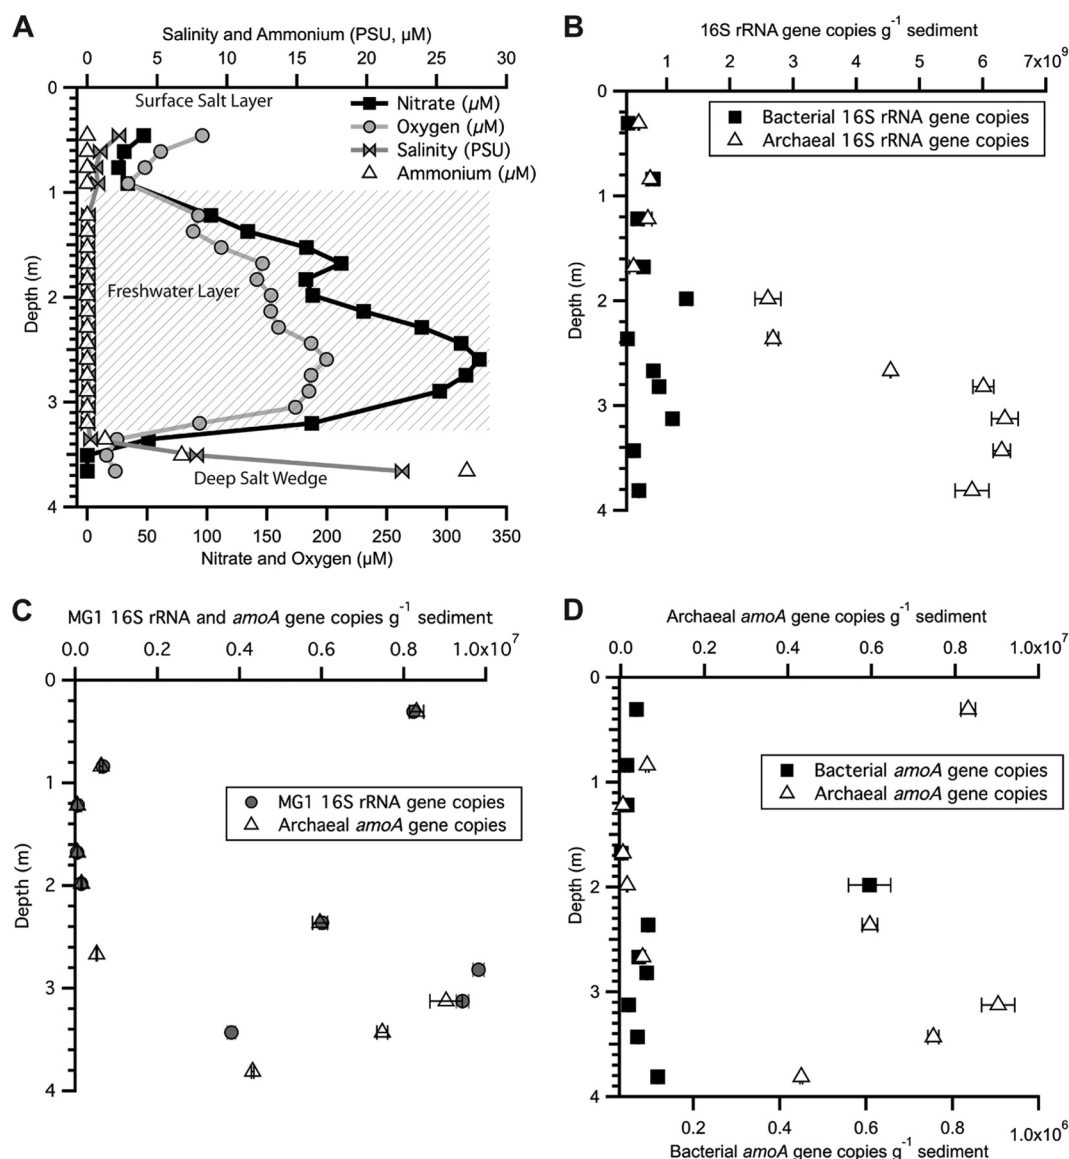 A
Salinity and Ammonium (PSU, µM)
0 5 10 15 20 25 30
0
1
2
3
4
Depth (m)
Surface Salt Layer
Nitrate (µM)
Oxygen (µM)
Salinity (PSU)
Ammonium (µM)
Freshwater Layer
Deep Salt Wedge
0 50 100 150 200 250 300 350
Nitrate and Oxygen (µM)
B
16S rRNA gene copies g⁻¹ sediment
1 2 3 4 5 6 7x10⁹
0
1
2
3
4
Depth (m)
Bacterial 16S rRNA gene copies
Archaeal 16S rRNA gene copies
C
MG1 16S rRNA and amoA gene copies g⁻¹ sediment
0.0 0.2 0.4 0.6 0.8 1.0x10⁷
0
1
2
3
4
Depth (m)
MG1 16S rRNA gene copies
Archaeal amoA gene copies
D
Archaeal amoA gene copies g⁻¹ sediment
0.0 0.2 0.4 0.6 0.8 1.0x10⁷
0
1
2
3
4
Depth (m)
Bacterial amoA gene copies
Archaeal amoA gene copies
0.2 0.4 0.6 0.8 1.0x10⁶
Bacterial amoA gene copies g⁻¹ sediment